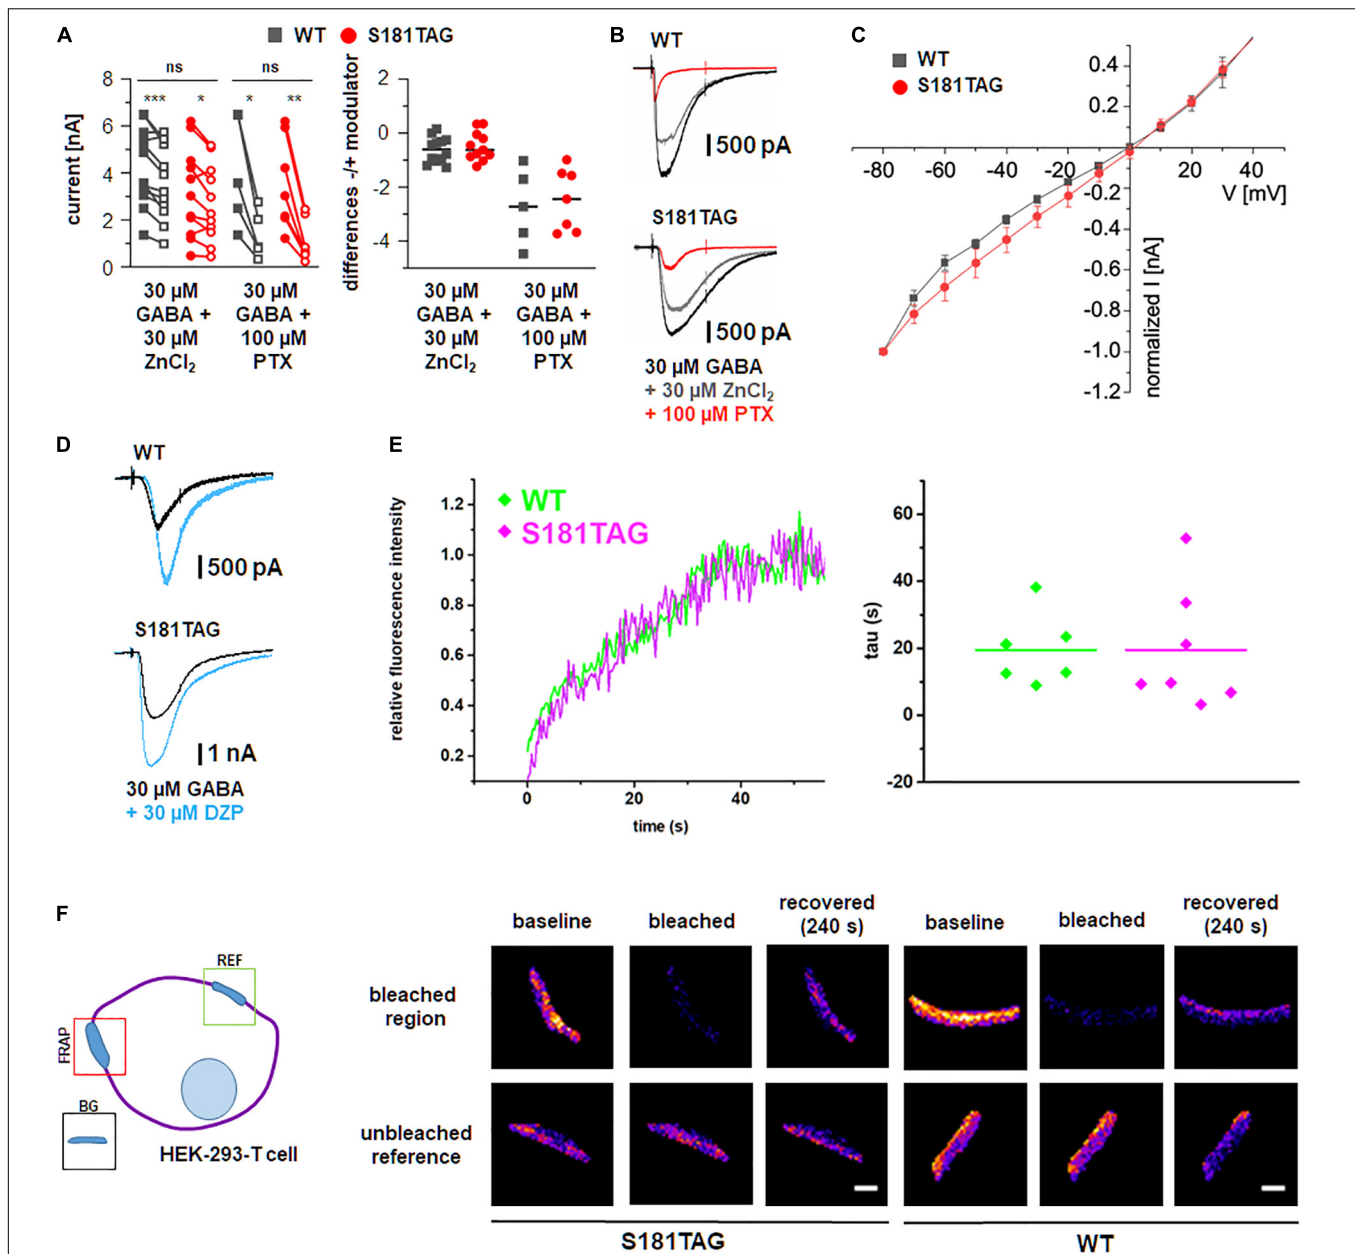 A
WT
S181TAG
ns
ns
***
*
*
**
8
6
4
2
0
current [nA]
30 µM
GABA +
30 µM
ZnCl2
30 µM
GABA +
100 µM
PTX
2
0
-2
-4
differences -/+ modulator
30 µM
GABA +
30 µM
ZnCl2
30 µM
GABA +
100 µM
PTX
B
WT
500 pA
S181TAG
500 pA
30 µM GABA
+ 30 µM ZnCl2
+ 100 µM PTX
C
WT
S181TAG
0.4
0.2
-80
-60
-40
-20
0
20
40
V [mV]
-0.2
-0.4
-0.6
-0.8
-1.0
-1.2
normalized I [nA]
D
WT
500 pA
S181TAG
1 nA
30 µM GABA
+ 30 µM DZP
E
WT
S181TAG
1.2
1.0
0.8
0.6
0.4
0.2
relative fluorescence intensity
0
20
40
time (s)
60
40
20
0
-20
tau (s)
F
REF
FRAP
BG
HEK-293-T cell
baseline
bleached
recovered
(240 s)
baseline
bleached
recovered
(240 s)
bleached
region
unbleached
reference
S181TAG
WT